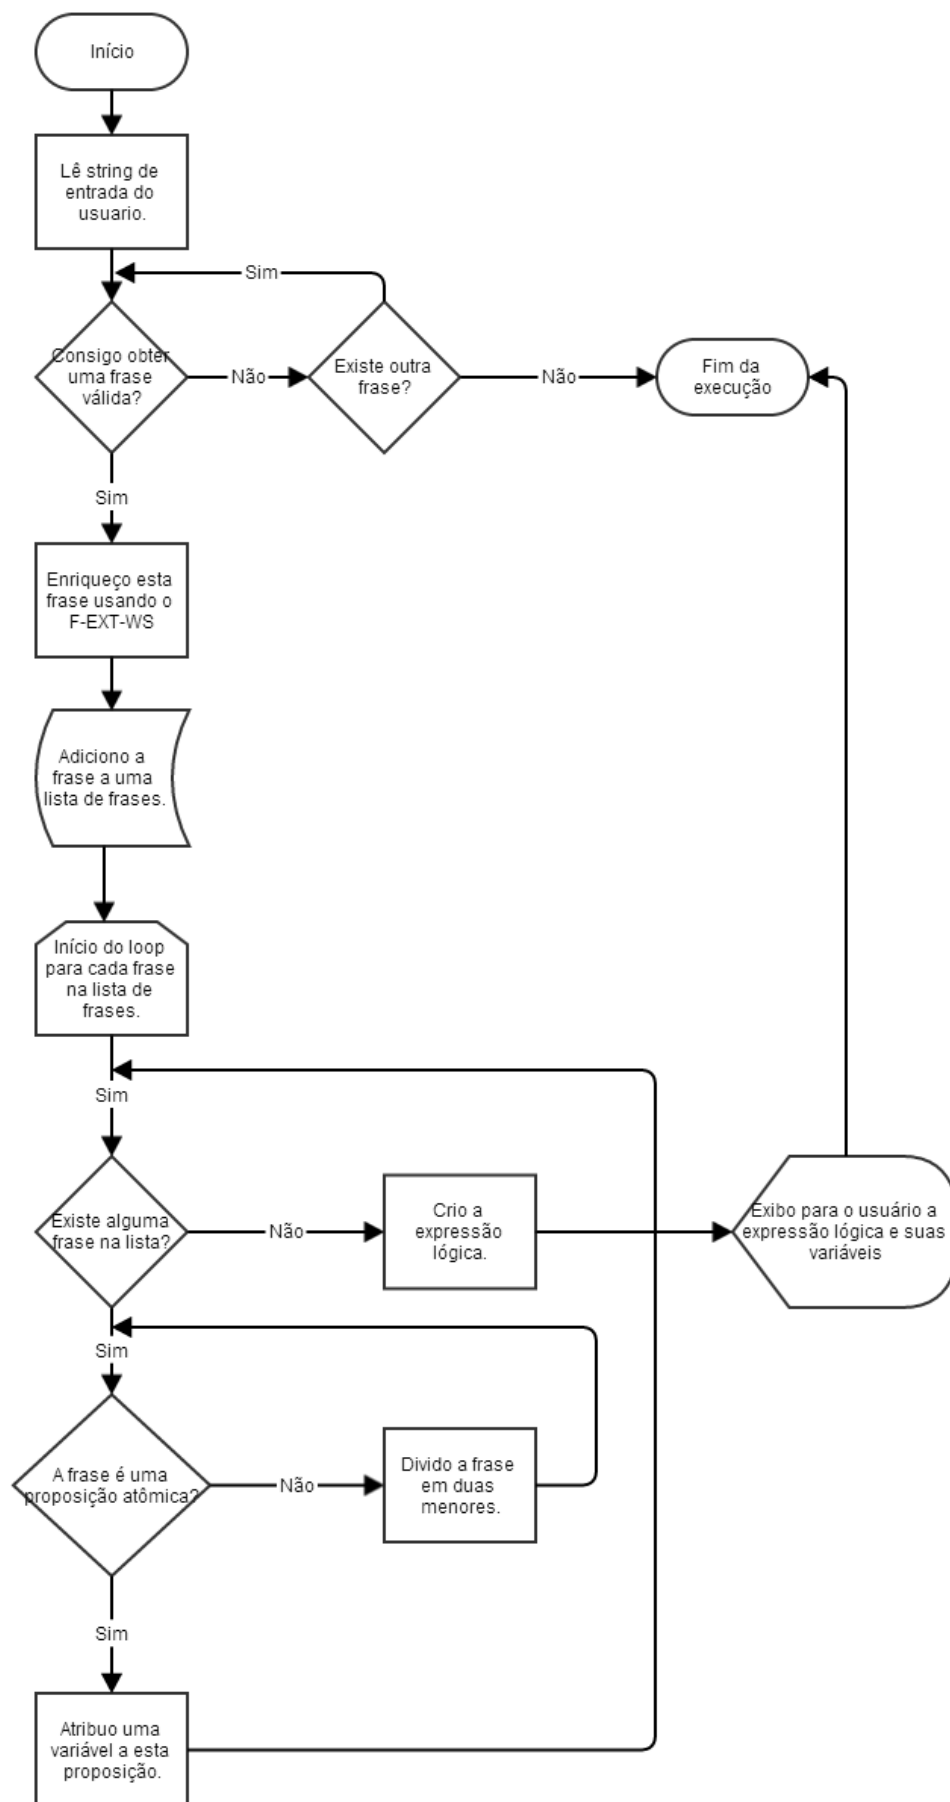 Início
Lê string de
entrada do
usuario.
Sim
Consigo obter
uma frase
válida?
Não
Existe outra
frase?
Não
Fim da
execução
Sim
Enriqueço esta
frase usando o
F-EXT-WS
Adiciono a
frase a uma
lista de frases.
Início do loop
para cada frase
na lista de
frases.
Sim
Existe alguma
frase na lista?
Não
Crio a
expressão
lógica.
Exibo para o usuário a
expressão lógica e suas
variáveis
Sim
A frase é uma
proposição atômica?
Não
Divido a frase
em duas
menores.
Sim
Atribuo uma
variável a esta
proposição.